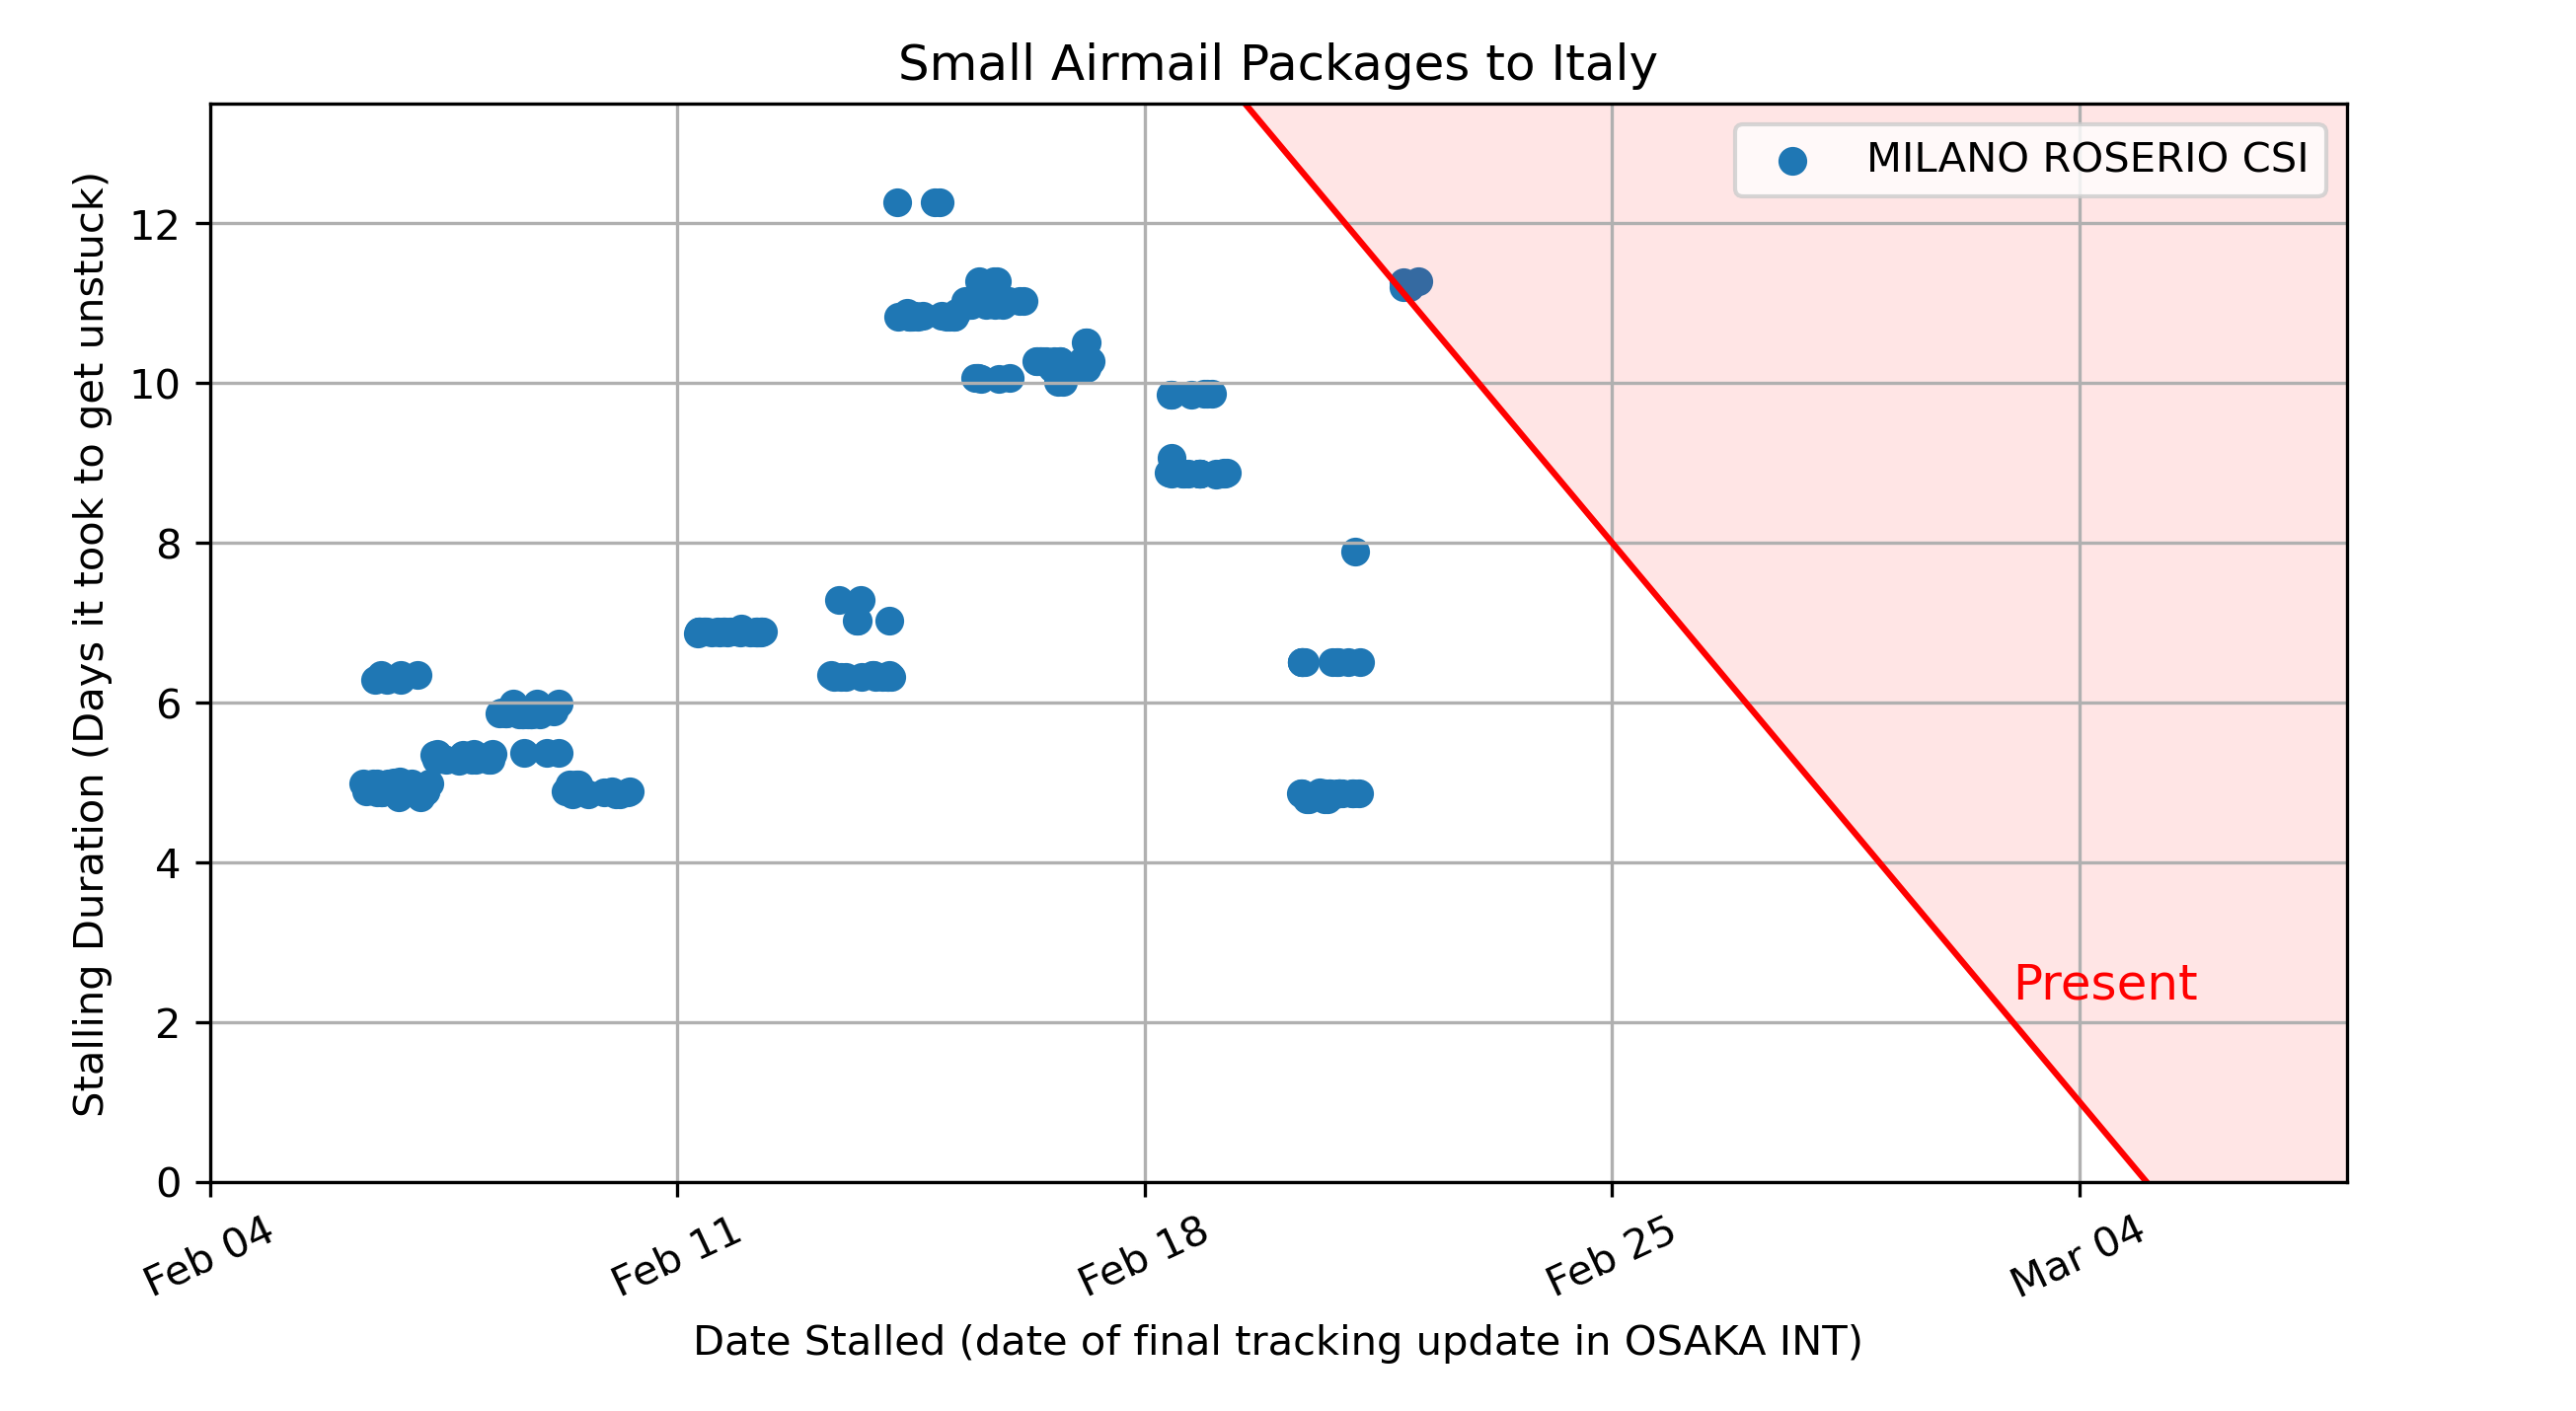 Small Airmail Packages to Italy
MILANO ROSERIO CSI
Stalling Duration (Days it took to get unstuck)
12
10
8
6
4
2
0
Present
Feb 04
Feb 11
Feb 18
Feb 25
Mar 04
Date Stalled (date of final tracking update in OSAKA INT)